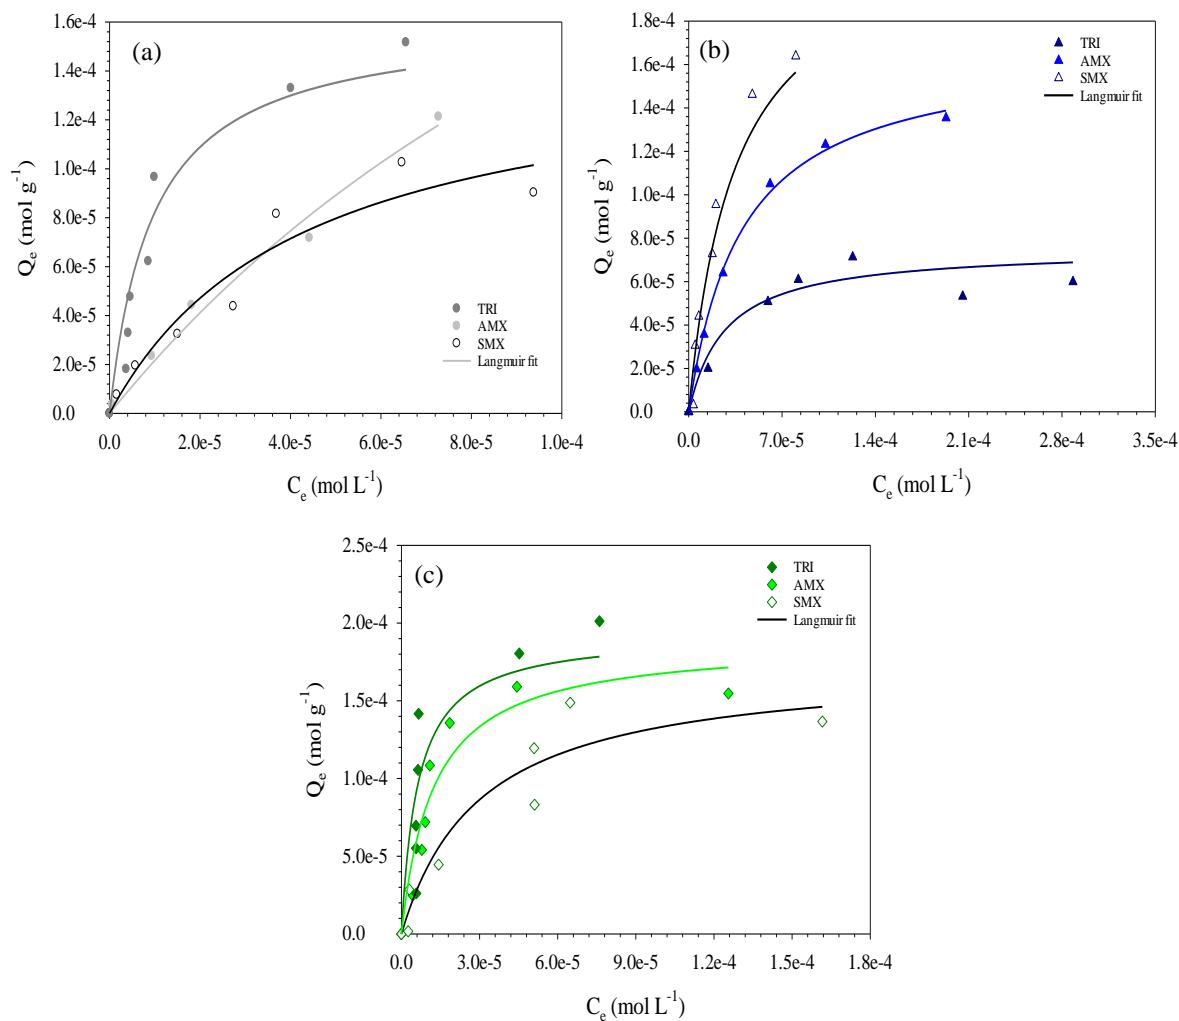 (a)
1.6e-4
1.4e-4
1.2e-4
1.0e-4
8.0e-5
6.0e-5
4.0e-5
2.0e-5
0.0
Qe (mol g-1)
TRI
AMX
SMX
Langmuir fit
0.0 2.0e-5 4.0e-5 6.0e-5 8.0e-5 1.0e-4
Ce (mol L-1)
(b)
1.8e-4
1.6e-4
1.4e-4
1.2e-4
1.0e-4
8.0e-5
6.0e-5
4.0e-5
2.0e-5
0.0
Qe (mol g-1)
TRI
AMX
SMX
Langmuir fit
0.0 7.0e-5 1.4e-4 2.1e-4 2.8e-4 3.5e-4
Ce (mol L-1)
(c)
2.5e-4
2.0e-4
1.5e-4
1.0e-4
5.0e-5
0.0
Qe (mol g-1)
TRI
AMX
SMX
Langmuir fit
0.0 3.0e-5 6.0e-5 9.0e-5 1.2e-4 1.5e-4 1.8e-4
Ce (mol L-1)